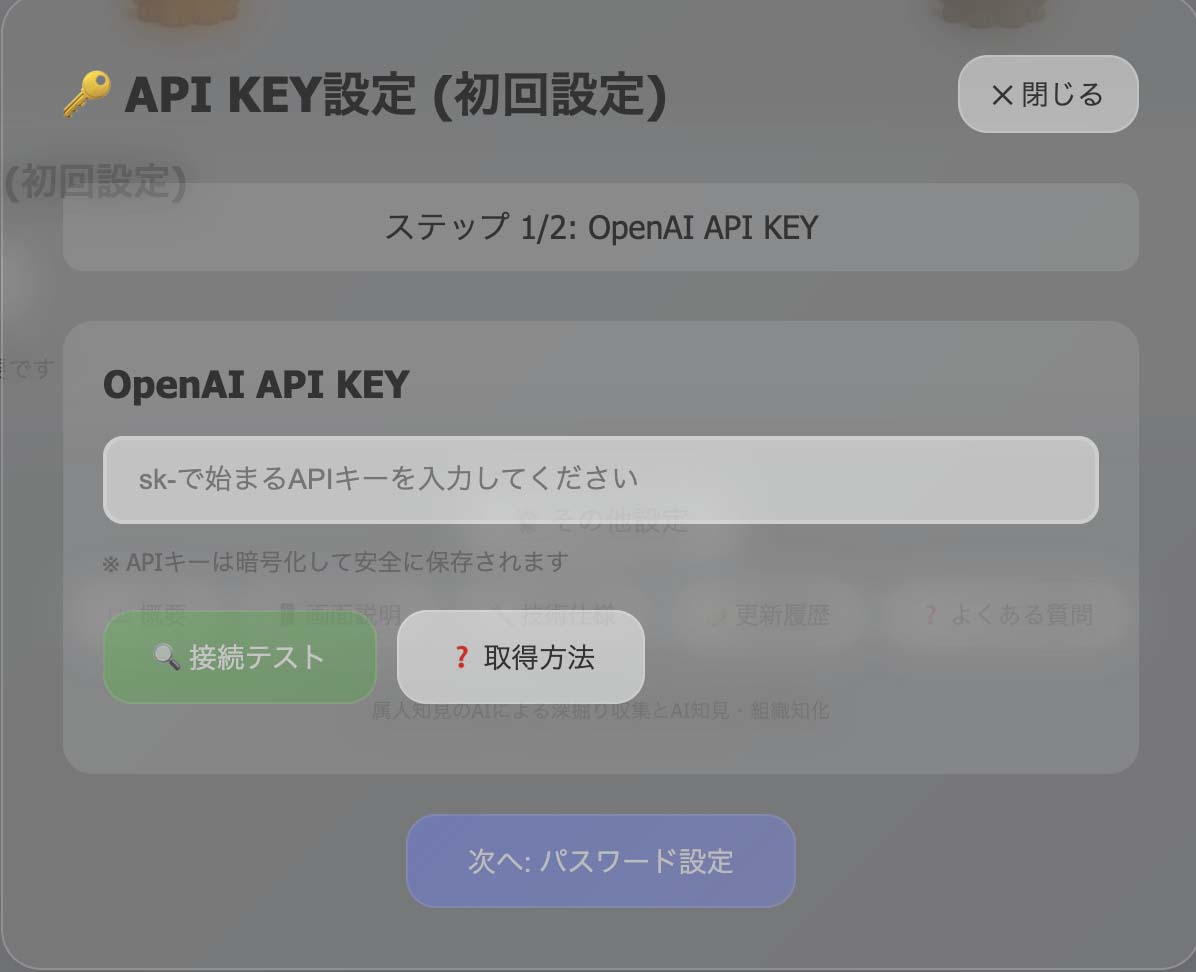 🔑 API KEY設定 (初回設定)
× 閉じる
(初回設定)
ステップ 1/2: OpenAI API KEY
です
OpenAI API KEY
sk-で始まるAPIキーを入力してください
その他設定
※ APIキーは暗号化して安全に保存されます
概要
画面説明
技術仕様
更新履歴
❓ よくある質問
🔍 接続テスト
❓ 取得方法
属人知見のAIによる深掘り収集とAI知見・組織知化
次へ: パスワード設定